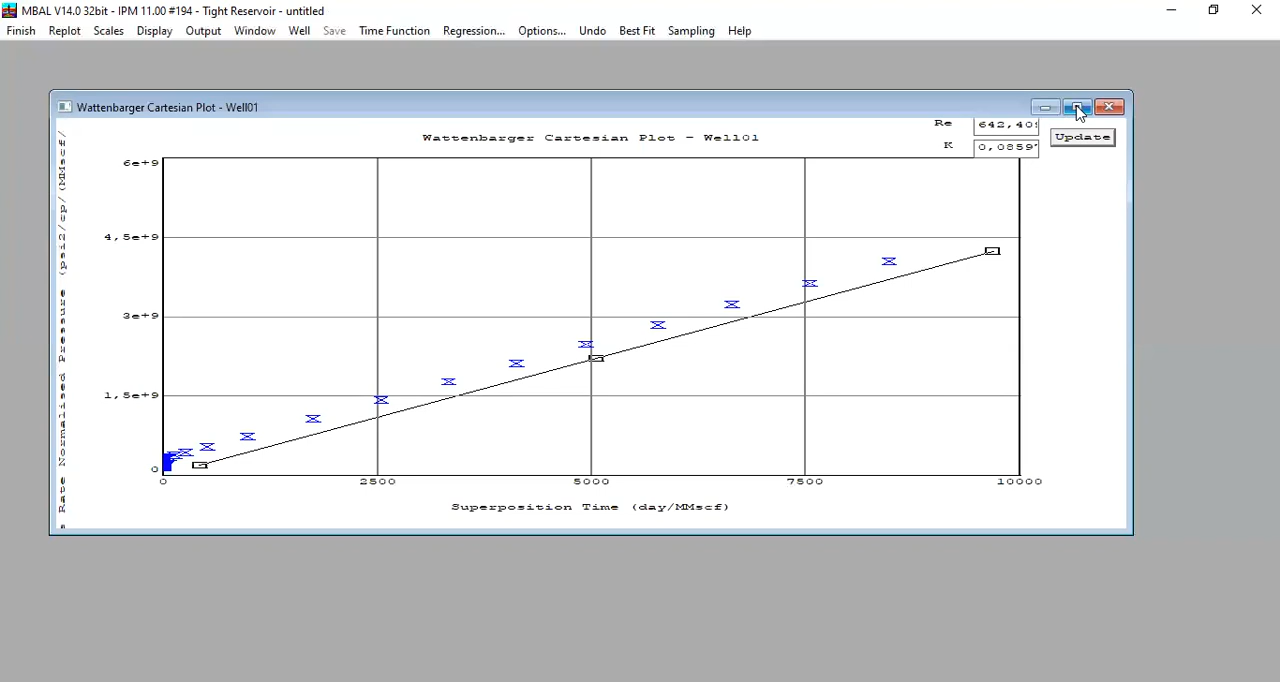 MBAL V14.0 32bit - IPM 11.00 #194 - Tight Reservoir - untitled
Finish Replot Scales Display Output Window Well Save Time Function Regression... Options... Undo Best Fit Sampling Help
Wattenbarger Cartesian Plot - Well01
Wattenbarger Cartesian Plot - Well01
Re 642,40
K 0,0859
Update
Rate Normalised Pressure (psi2/cp/(MMscf/
6e+9
4,5e+9
3e+9
1,5e+9
0
0 2500 5000 7500 10000
Superposition Time (day/MMscf)